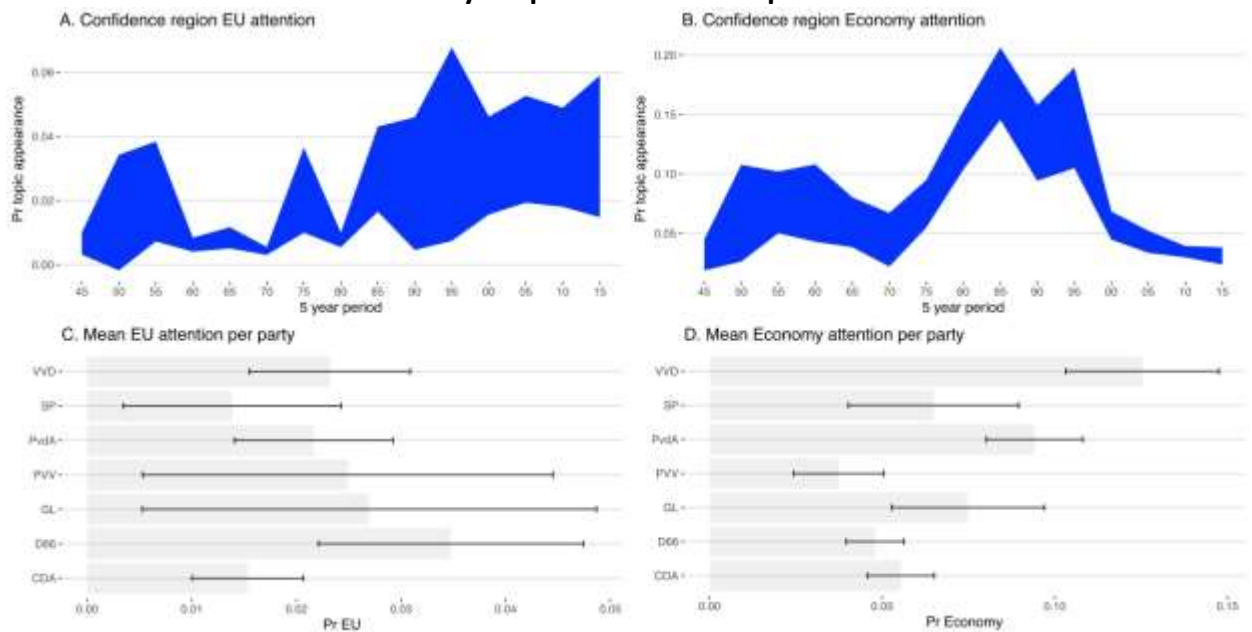 A. Confidence region EU attention
B. Confidence region Economy attention
Pr topic appearance
0.06
0.04
0.02
0.00
45 50 55 60 65 70 75 80 85 90 95 00 05 10 15
5 year period
Pr topic appearance
0.20
0.15
0.10
0.05
45 50 55 60 65 70 75 80 85 90 95 00 05 10 15
5 year period
C. Mean EU attention per party
VVD
SP
PvdA
PVV
GL
D66
CDA
0.00 0.01 0.02 0.03 0.04 0.05
Pr EU
D. Mean Economy attention per party
VVD
SP
PvdA
PVV
GL
D66
CDA
0.00 0.05 0.10 0.15
Pr Economy